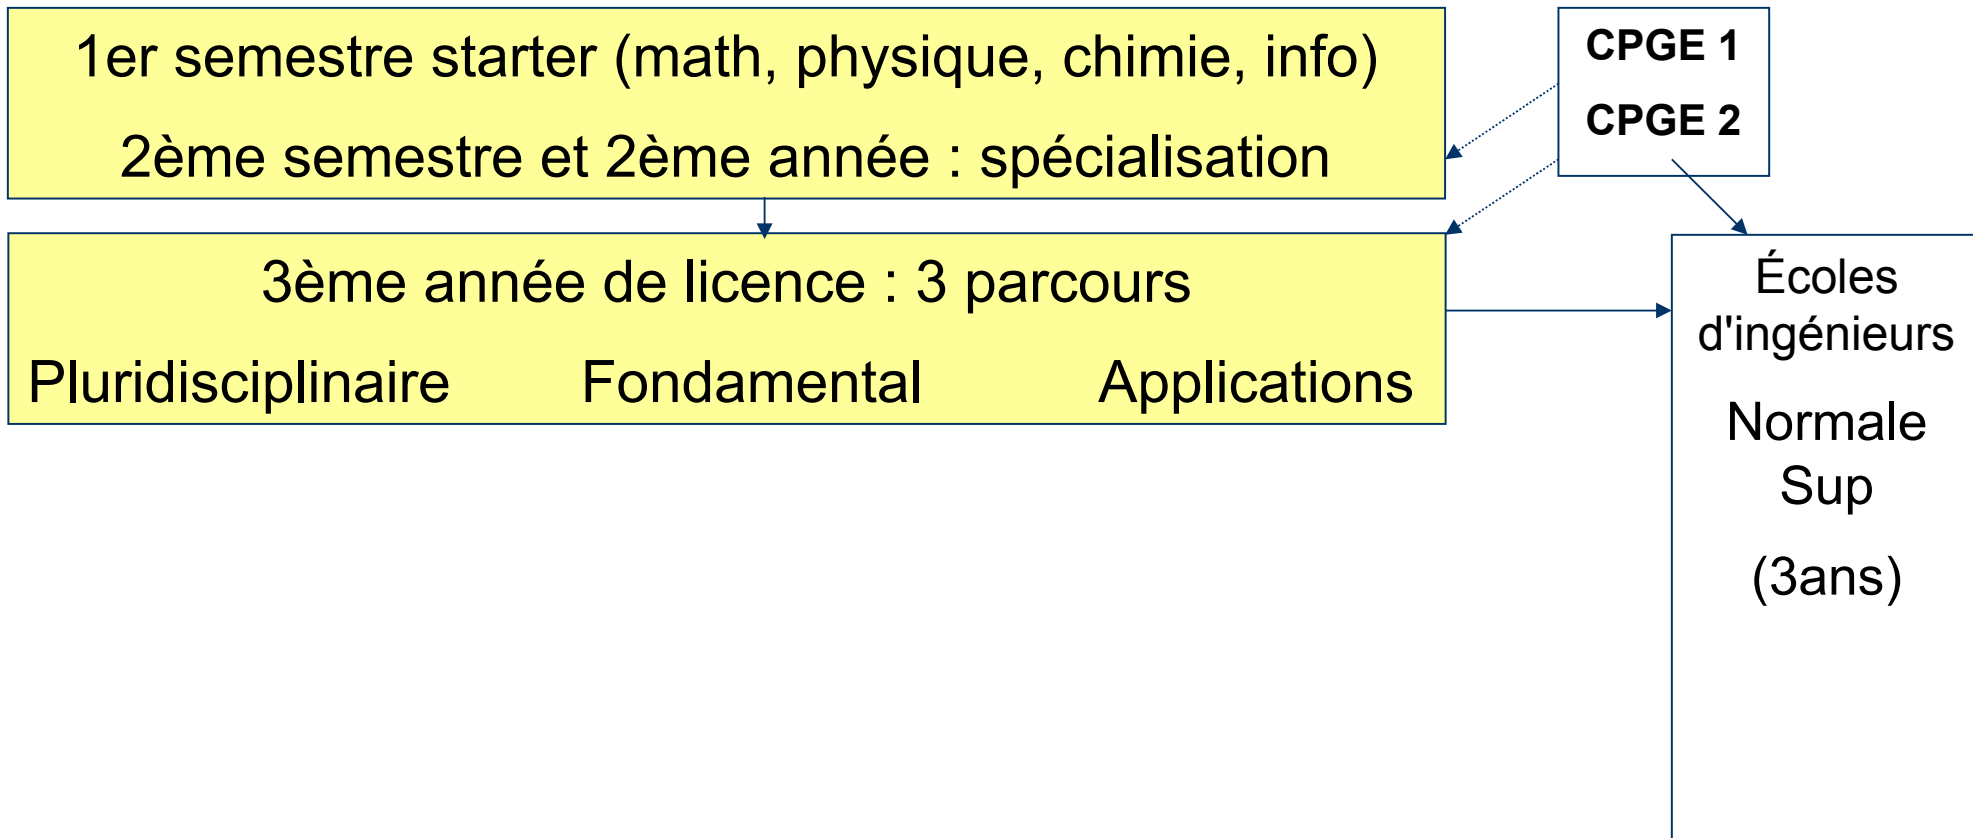 1er semestre starter (math, physique, chimie, info)
2ème semestre et 2ème année : spécialisation
CPGE 1
CPGE 2
3ème année de licence : 3 parcours
Pluridisciplinaire Fondamental Applications
Écoles
d'ingénieurs
Normale
Sup
(3ans)